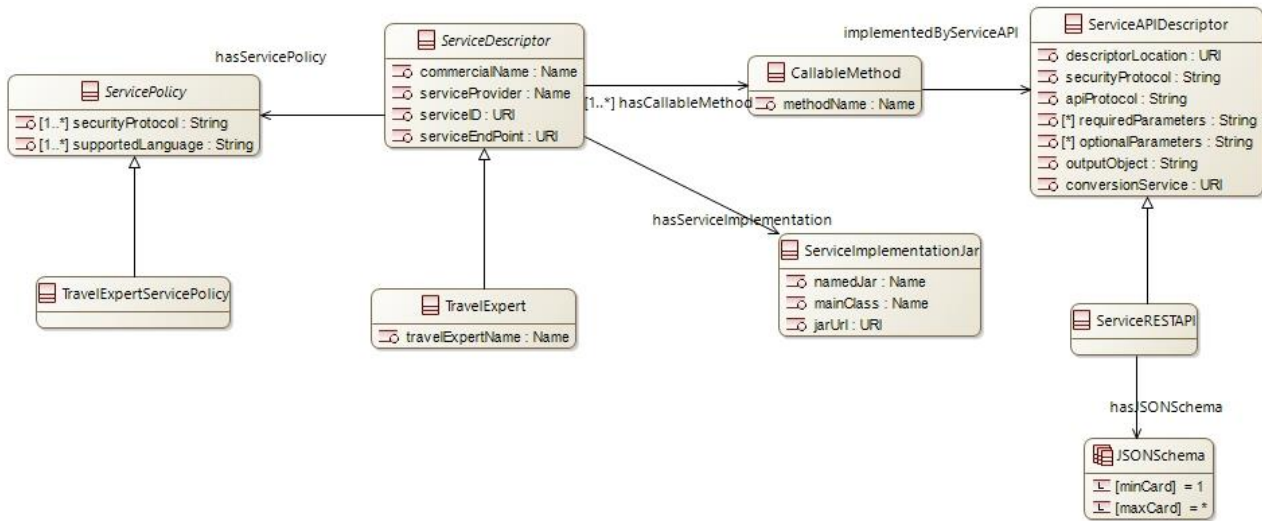 hasServicePolicy
ServicePolicy
[1..*] securityProtocol : String
[1..*] supportedLanguage : String
TravelExpertServicePolicy
ServiceDescriptor
commercialName : Name
serviceProvider : Name
serviceID : URI
serviceEndPoint : URI
TravelExpert
travelExpertName : Name
[1..*] hasCallableMethod
CallableMethod
methodName : Name
hasServiceImplementation
ServiceImplementationJar
namedJar : Name
mainClass : Name
jarUrl : URI
implementedByServiceAPI
ServiceAPIDescriptor
descriptorLocation : URI
securityProtocol : String
apiProtocol : String
[*] requiredParameters : String
[*] optionalParameters : String
outputObject : String
conversionService : URI
ServiceRESTAPI
hasJSONSchema
JSONSchema
L [minCard] = 1
L [maxCard] = *